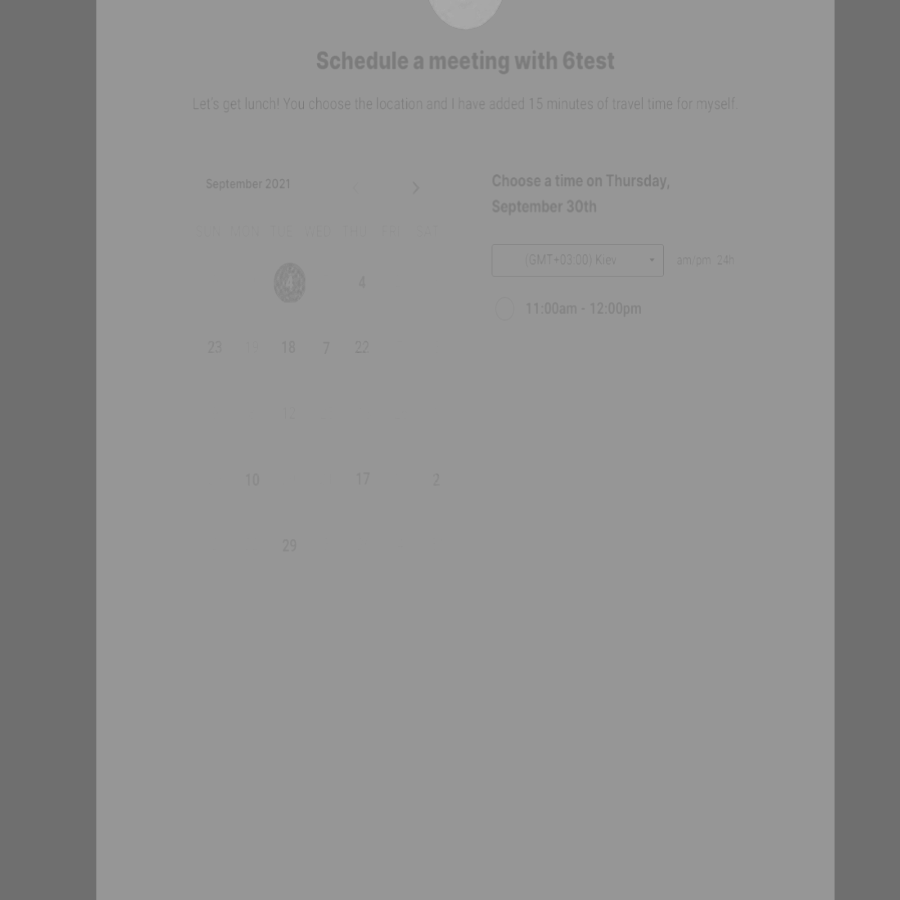 Schedule a meeting with 6test
Let's get lunch! You choose the location and I have added 15 minutes of travel time for myself.
September 2021
SUN MON TUE WED THU FRI SAT
4 4
23 18 7 22
12
10 17 2
29
Choose a time on Thursday,
September 30th
(GMT+03:00) Kiev
am/pm 24h
11:00am - 12:00pm